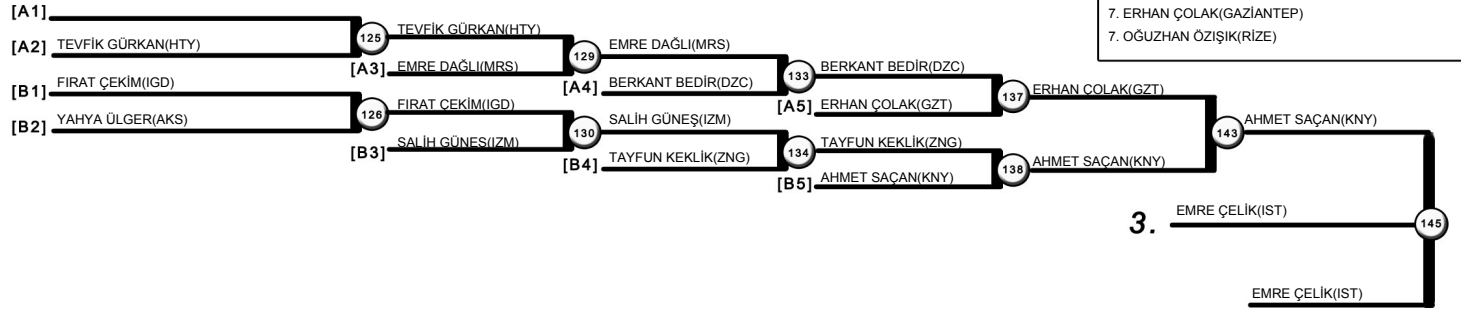 7. ERHAN ÇOLAK(GAZİANTEP)
7. OĞUZHAN ÖZIŞIK(RİZE)
[A1]
125
TEVFİK GÜRKAN(HTY)
[A2] TEVFİK GÜRKAN(HTY)
[A3] EMRE DAĞLI(MRS)
129
EMRE DAĞLI(MRS)
[A4] BERKANT BEDİR(DZC)
133
BERKANT BEDİR(DZC)
[A5] ERHAN ÇOLAK(GZT)
137
ERHAN ÇOLAK(GZT)
[B1] FIRAT ÇEKİM(IGD)
[B2] YAHYA ÜLGER(AKS)
126
FIRAT ÇEKİM(IGD)
[B3] SALİH GÜNEŞ(IZM)
130
SALİH GÜNEŞ(IZM)
[B4] TAYFUN KEKLİK(ZNG)
134
TAYFUN KEKLİK(ZNG)
[B5] AHMET SAÇAN(KNY)
138
AHMET SAÇAN(KNY)
143
AHMET SAÇAN(KNY)
3. EMRE ÇELİK(IST)
145
EMRE ÇELİK(IST)